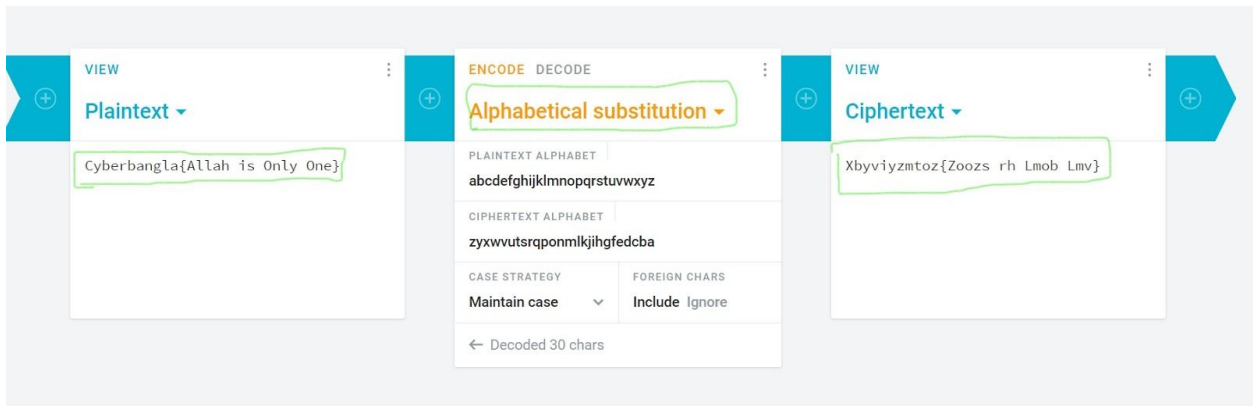 VIEW
Plaintext
Cyberbangla{Allah is Only One}
ENCODE DECODE
Alphabetical substitution
PLAINTEXT ALPHABET
abcdefghijklmnopqrstuvwxyz
CIPHERTEXT ALPHABET
zyxwvutsrqponmlkjihgfedcba
CASE STRATEGY FOREIGN CHARS
Maintain case Include Ignore
← Decoded 30 chars
VIEW
Ciphertext
Xbyviyzmtoz{Zoozs rh Lmob Lmv}